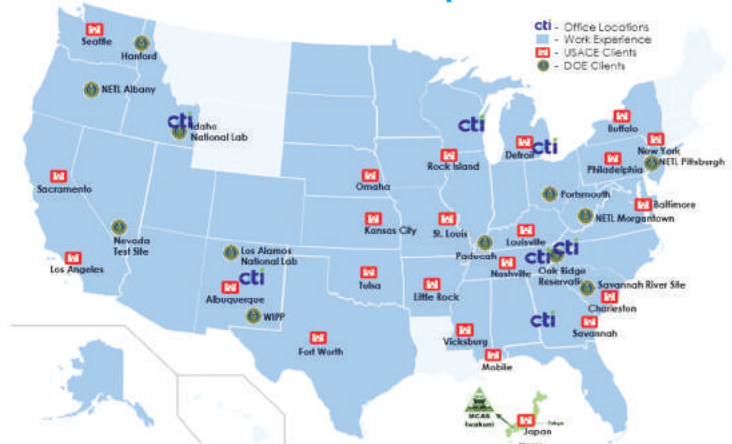 cti - Office Locations
- Work Experience
- USACE Clients
- DOE Clients
Seattle
Hanford
NETL Albany
cti
Idaho
National Lab
cti
Buffalo
Detroit
cti
New York
Rock Island
Philadelphia
NETL Pittsburgh
Sacramento
Omaha
Portsmouth
Baltimore
NETL Morgantown
Kansas City
St. Louis
Louisville
Nevada
Test Site
Los Alamos
National Lab
Paducah
cti
cti
Los Angeles
cti
Nashville
Oak Ridge
Reservatio
Tulsa
Savannah River Site
Albuquerque
Little Rock
Charleston
WIPP
cti
Savannah
Fort Worth
Vicksburg
Mobile
MCAS
Iwakuni
Tokyo
Japan